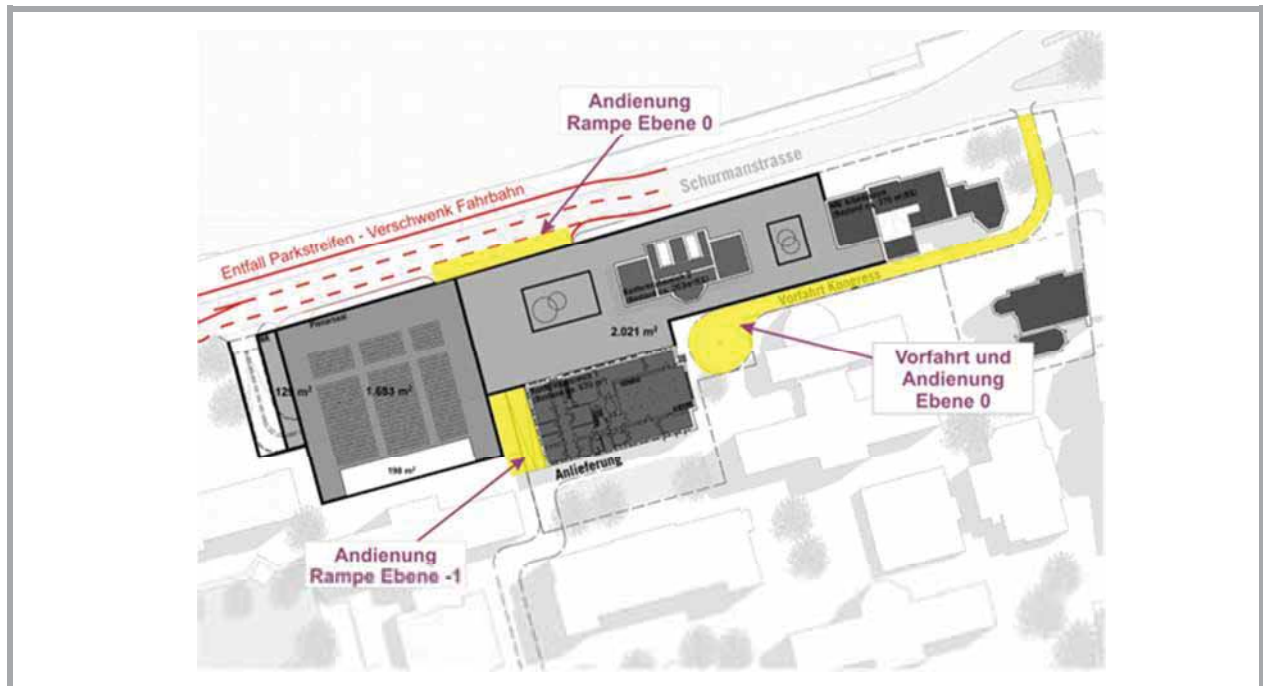 Andienung
Rampe Ebene 0
Schurmanstrasse
Entfall Parkstreifen - Verschwenk Fahrbahn
Vorfahrt Kongress
2.021 m²
Plenarsaal
1.683 m²
198 m²
Anlieferung
Vorfahrt und
Andienung
Ebene 0
Andienung
Rampe Ebene -1